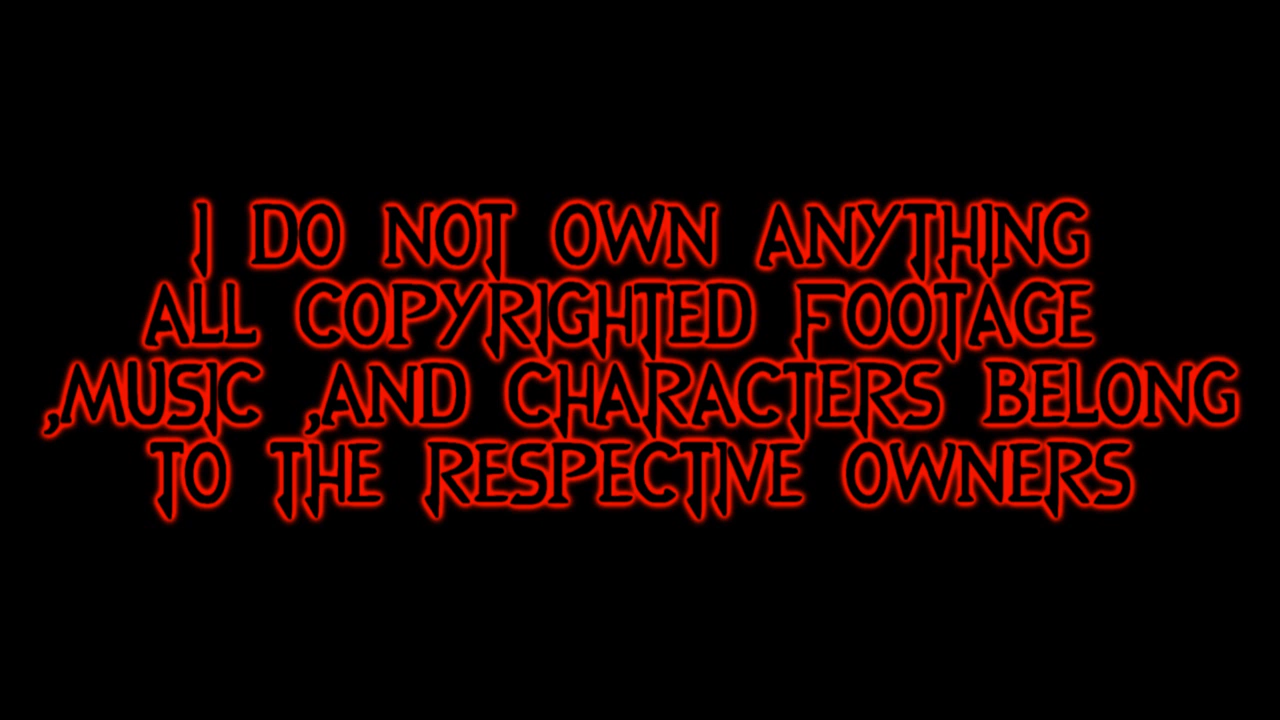 I DO NOT OWN ANYTHING
ALL COPYRIGHTED FOOTAGE
,MUSIC ,AND CHARACTERS BELONG
TO THE RESPECTIVE OWNERS